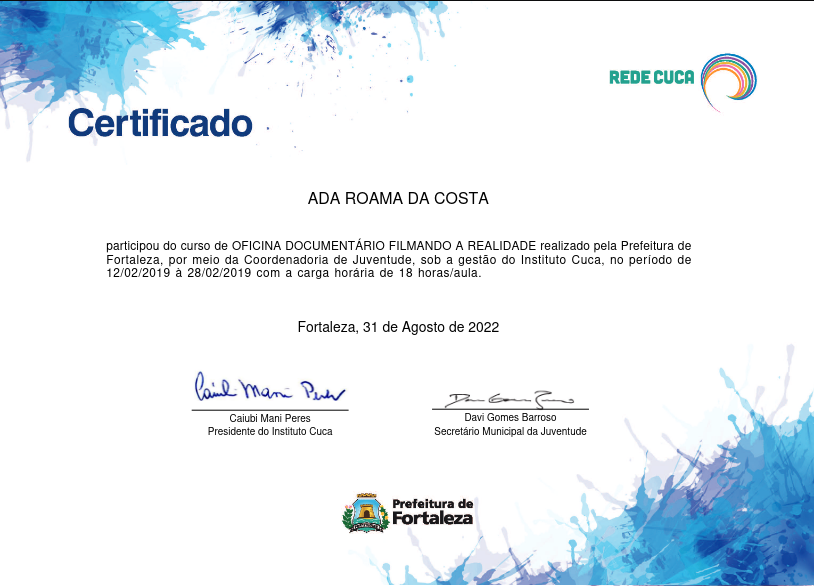 REDE CUCA
Certificado
ADA ROAMA DA COSTA
participou do curso de OFICINA DOCUMENTÁRIO FILMANDO A REALIDADE realizado pela Prefeitura de
Fortaleza, por meio da Coordenadoria de Juventude, sob a gestão do Instituto Cuca, no período de
12/02/2019 à 28/02/2019 com a carga horária de 18 horas/aula.
Fortaleza, 31 de Agosto de 2022
Caiubi Mani Peres
Caiubi Mani Peres
Presidente do Instituto Cuca
Davi Gomes Barroso
Secretário Municipal da Juventude
Prefeitura de
Fortaleza